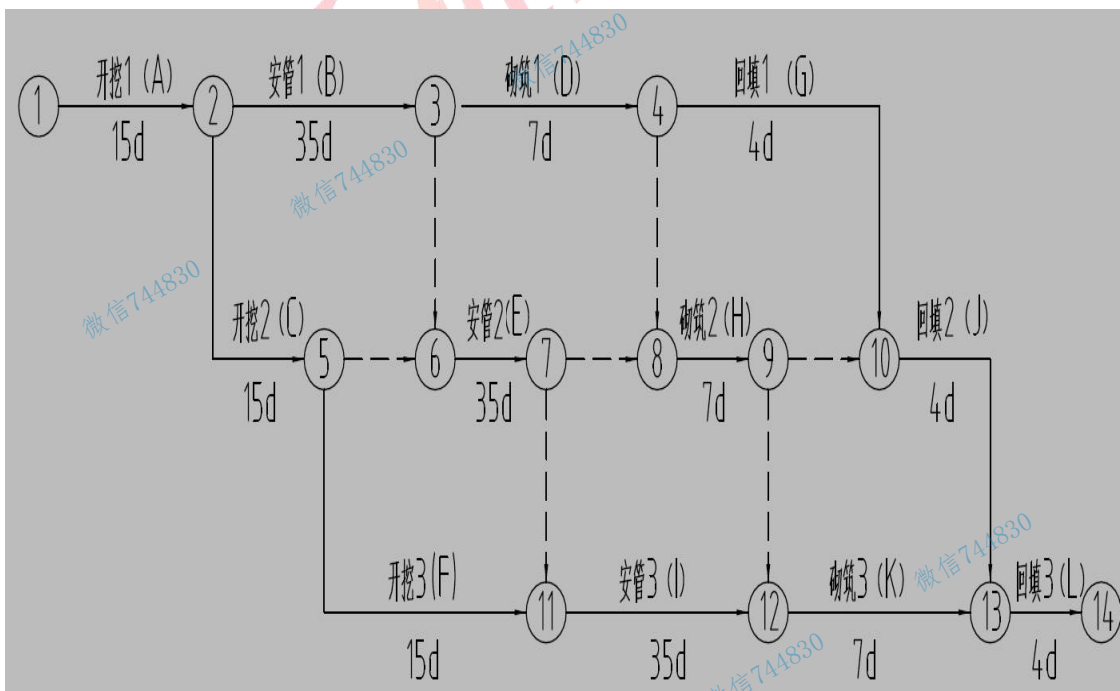 微信744830
开挖1 (A)
安管1 (B)
砌筑1 (D)
回填1 (G)
1
2
3
4
15d
35d
7d
4d
微信744830
微信744830
开挖2 (C)
安管2(E)
砌筑2(H)
回填2 (J)
5
6
7
8
9
10
15d
35d
7d
4d
微信744830
开挖3(F)
安管3 (I)
砌筑3 (K)
回填3(L)
11
12
13
14
15d
35d
7d
4d
微信744830